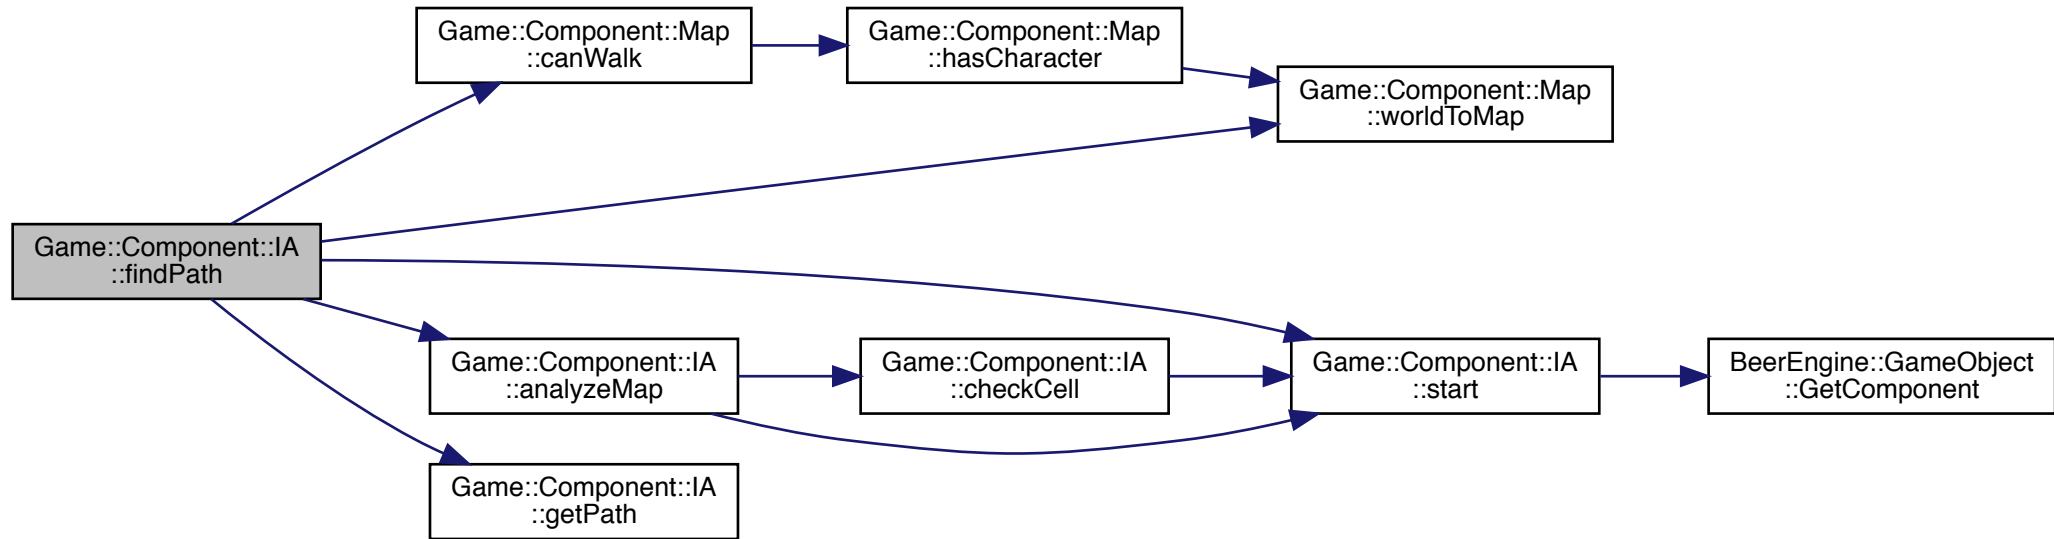 Game::Component::Map
::canWalk
Game::Component::Map
::hasCharacter
Game::Component::Map
::worldToMap
Game::Component::IA
::findPath
Game::Component::IA
::analyzeMap
Game::Component::IA
::checkCell
Game::Component::IA
::start
BeerEngine::GameObject
::GetComponent
Game::Component::IA
::getPath